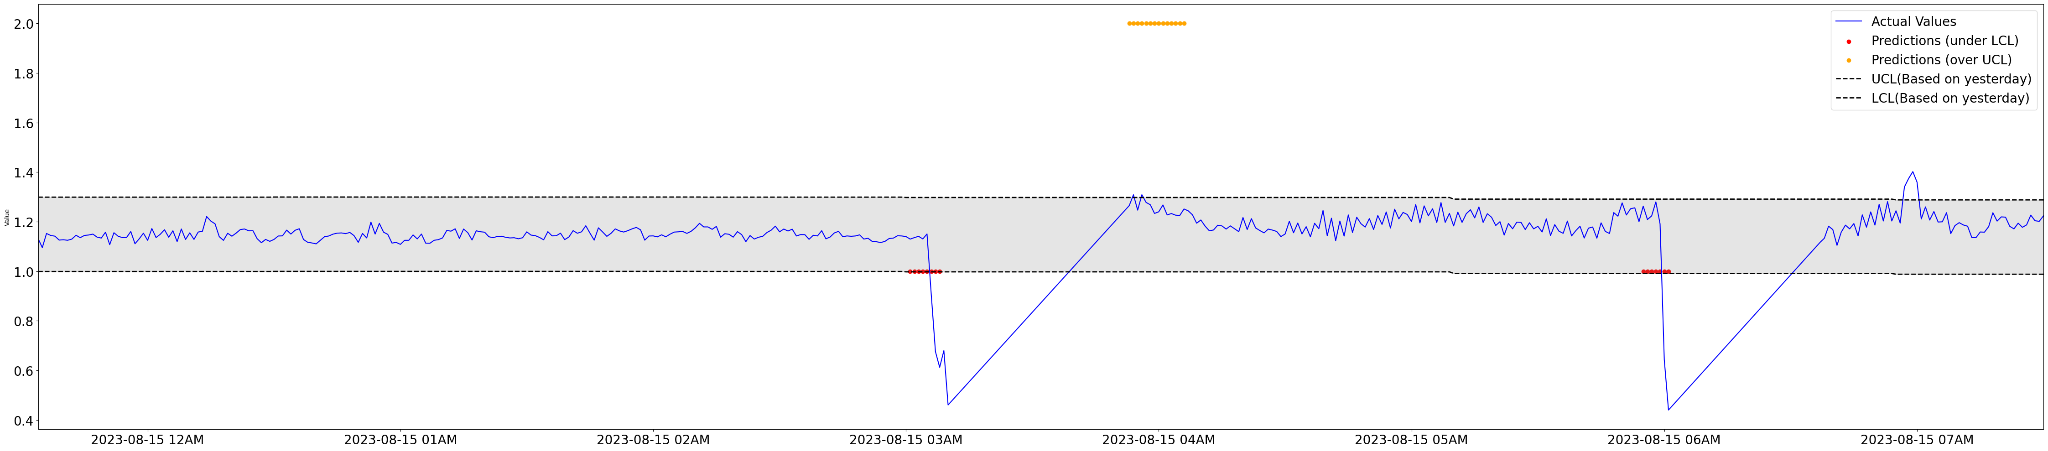 2.0
1.8
1.6
1.4
1.2
1.0
0.8
0.6
0.4
Value
Actual Values
Predictions (under LCL)
Predictions (over UCL)
UCL(Based on yesterday)
LCL(Based on yesterday)
2023-08-15 12AM
2023-08-15 01AM
2023-08-15 02AM
2023-08-15 03AM
2023-08-15 04AM
2023-08-15 05AM
2023-08-15 06AM
2023-08-15 07AM